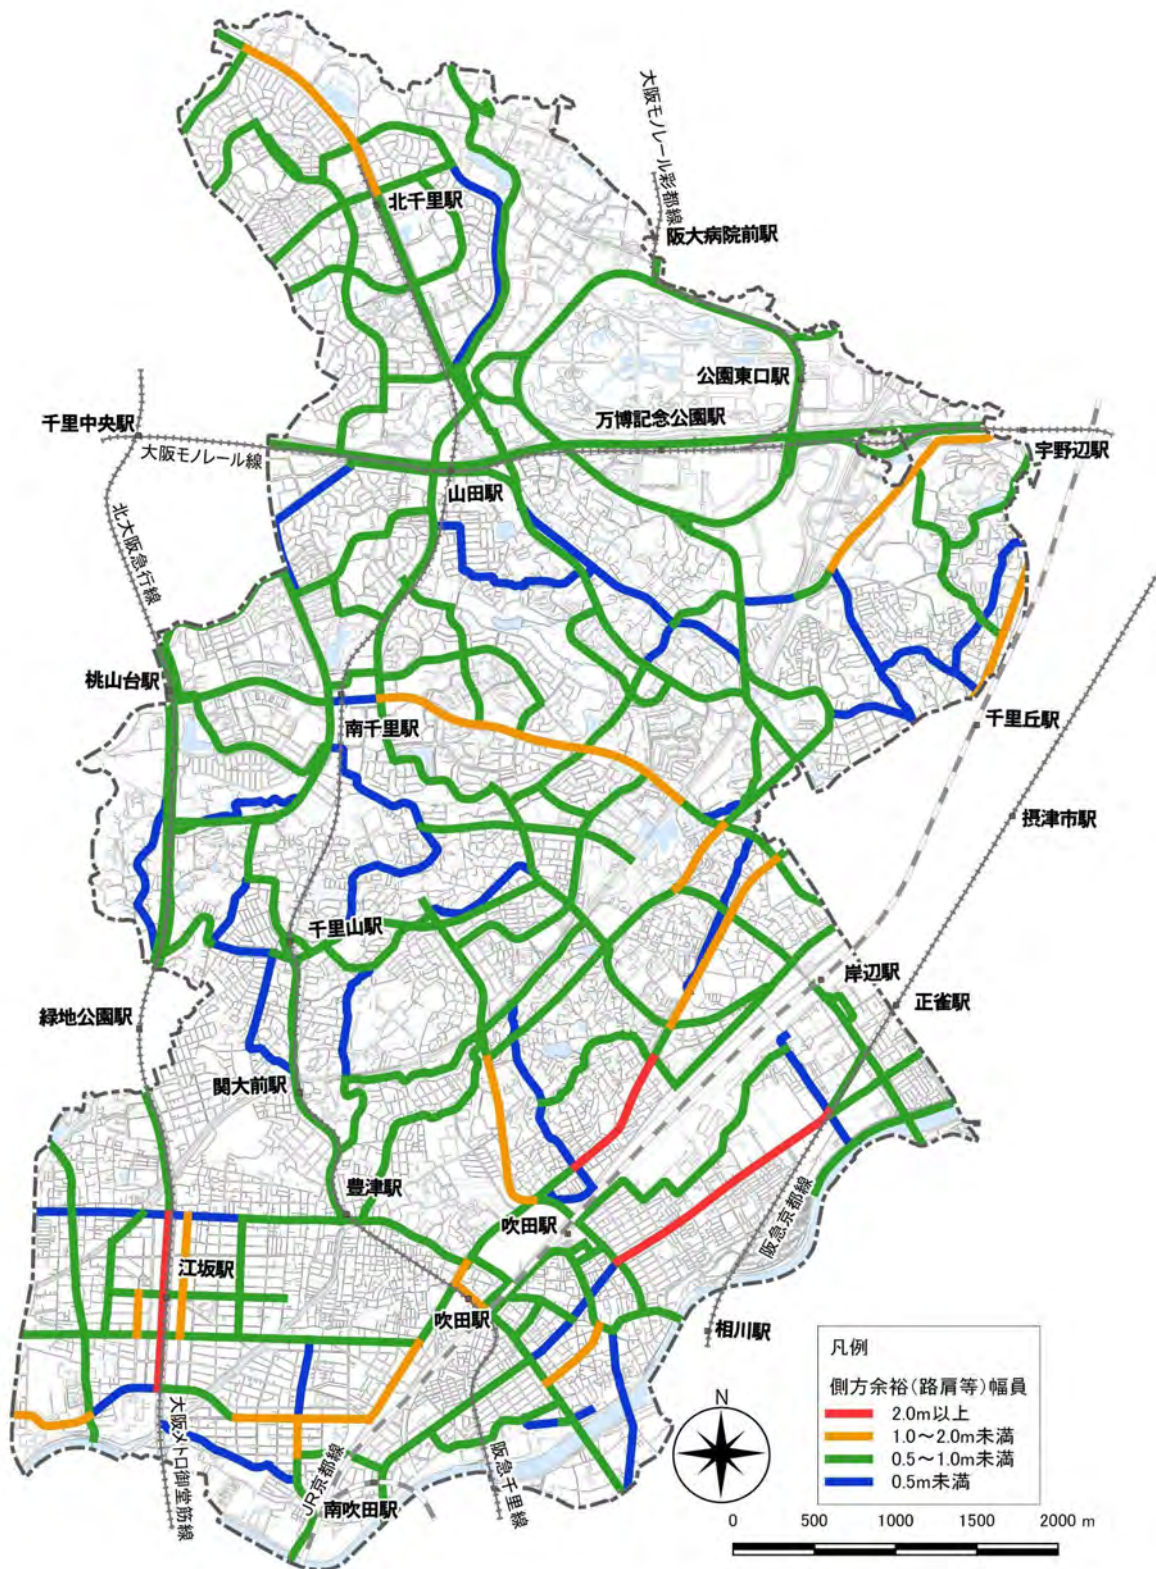 大阪モノレール彩都線
北千里駅
阪大病院前駅
公園東口駅
千里中央駅
万博記念公園駅
大阪モノレール線
宇野辺駅
山田駅
北大阪急行線
桃山台駅
南千里駅
千里丘駅
摂津市駅
千里山駅
岸辺駅
正雀駅
緑地公園駅
関大前駅
豊津駅
吹田駅
阪急京都線
江坂駅
吹田駅
相川駅
大阪メトロ御堂筋線
JR京都線
阪急千里線
南吹田駅
N
凡例
側方余裕(路肩等)幅員
2.0m以上
1.0～2.0m未満
0.5～1.0m未満
0.5m未満
0 500 1000 1500 2000 m